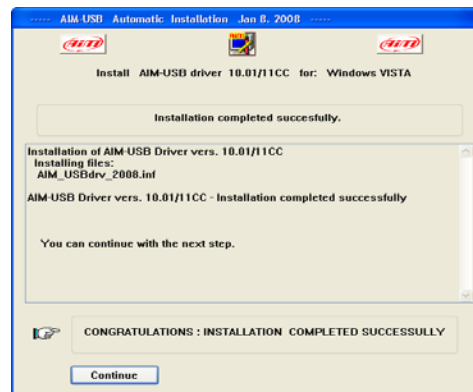 ----- AIM-USB Automatic Installation Jan 8, 2008 -----
AIM
AIM
Install AIM-USB driver 10.01/11CC for: Windows VISTA
Installation completed succesfully.
Installation of AIM-USB Driver vers. 10.01/11CC
Installing files:
AIM_USBdrv_2008.inf
AIM-USB Driver vers. 10.01/11CC - Installation completed successfully
You can continue with the next step.
CONGRATULATIONS : INSTALLATION COMPLETED SUCCESSULLY
Continue